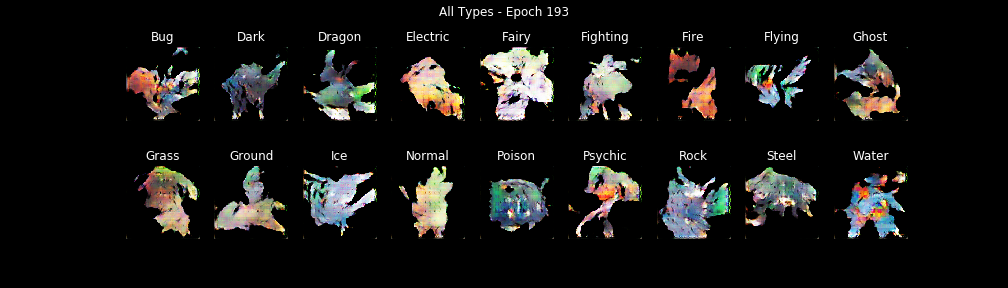 All Types - Epoch 193
Bug Dark Dragon Electric Fairy Fighting Fire Flying Ghost
Grass Ground Ice Normal Poison Psychic Rock Steel Water